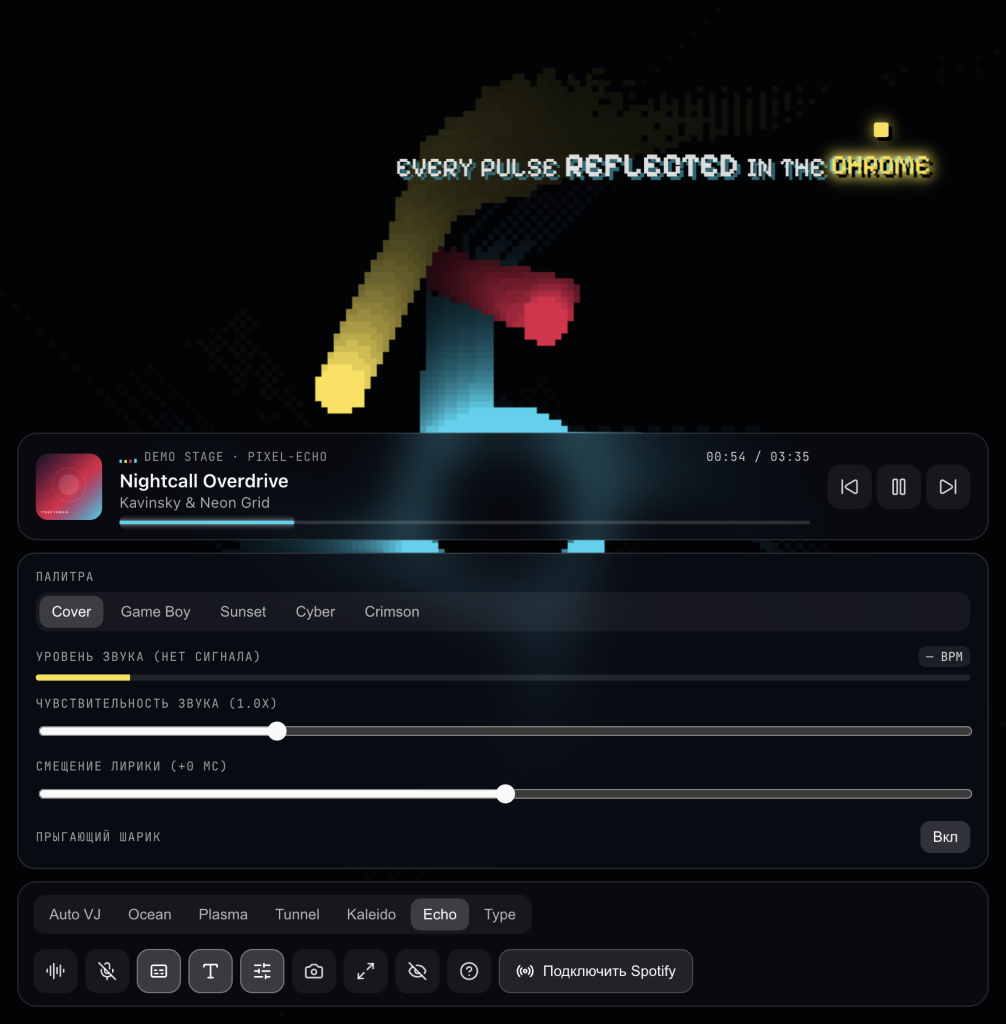 EVERY PULSE REFLECTED IN THE CHROME
DEMO STAGE · PIXEL-ECHO
00:54 / 03:35
Nightcall Overdrive
Kavinsky & Neon Grid
ПАЛИТРА
Cover Game Boy Sunset Cyber Crimson
УРОВЕНЬ ЗВУКА (НЕТ СИГНАЛА)
— BPM
ЧУВСТВИТЕЛЬНОСТЬ ЗВУКА (1.0X)
СМЕЩЕНИЕ ЛИРИКИ (+0 МС)
ПРЫГАЮЩИЙ ШАРИК
Вкл
Auto VJ Ocean Plasma Tunnel Kaleido Echo Type
Подключить Spotify